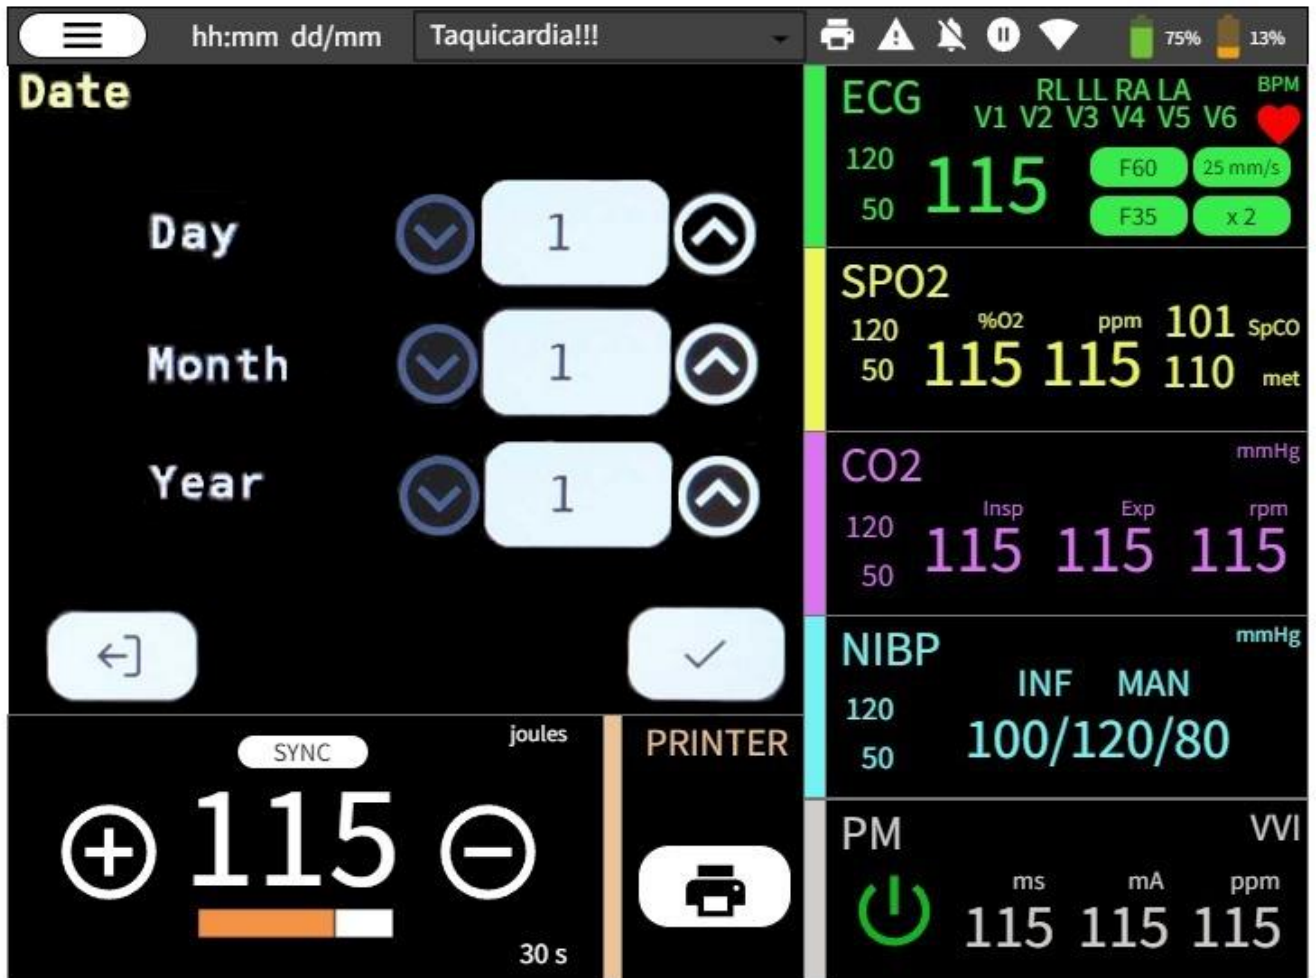 hh:mm dd/mm Taquicardia!!! 75% 13%
Date
Day 1
Month 1
Year 1
SYNC joules
115
30 s
PRINTER
ECG RL LL RA LA BPM
V1 V2 V3 V4 V5 V6
120 115 F60 25 mm/s
50 F35 x 2
SPO2
120 %O2 ppm 101 SpCO
50 115 115 110 met
CO2 mmHg
120 Insp Exp rpm
50 115 115 115
NIBP mmHg
INF MAN
120 100/120/80
50
PM VVI
ms mA ppm
115 115 115